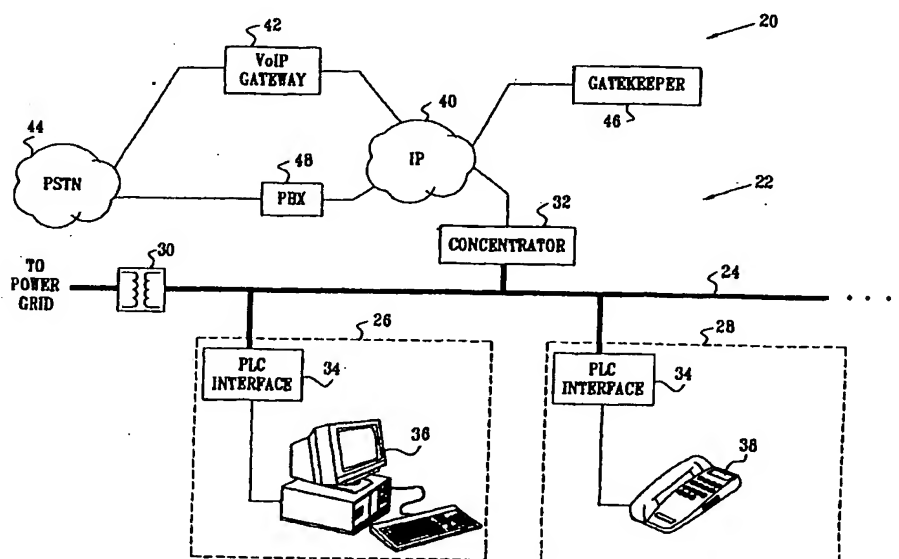 42
VoIP
GATEWAY
20
GATEKEEPER
46
40
IP
44
PSTN
48
PBX
22
32
CONCENTRATOR
30
TO
POWER
GRID
24
. . . .
26
PLC
INTERFACE
34
36
28
PLC
INTERFACE
34
38